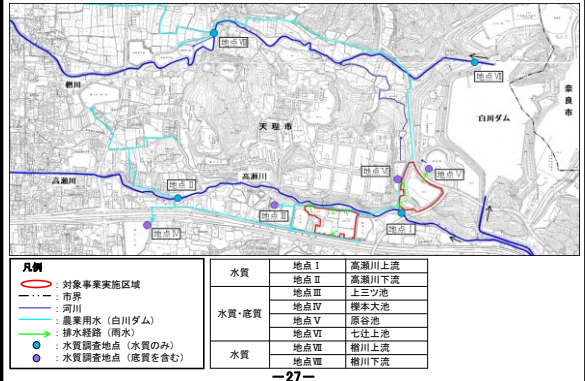 地点Ⅷ
地点Ⅶ
楢川
奈良市
天理市
白川ダム
高瀬川
高瀬川
地点Ⅵ
地点Ⅴ
地点Ⅱ
地点Ⅲ
地点Ⅳ
地点Ⅰ
凡例
：対象事業実施区域
：市界
：河川
：農業用水（白川ダム）
：排水経路（雨水）
：水質調査地点（水質のみ）
：水質調査地点（底質を含む）
水質 地点Ⅰ 高瀬川上流
地点Ⅱ 高瀬川下流
水質・底質 地点Ⅲ 上三ツ池
地点Ⅳ 櫟本大池
地点Ⅴ 原谷池
地点Ⅵ 七辻上池
水質 地点Ⅶ 楢川上流
地点Ⅷ 楢川下流
－27－